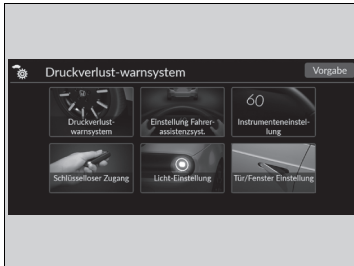 Druckverlust-warnsystem
Vorgabe
Druckverlust-
warnsystem
Einstellung Fahrer-
assistenzsyst.
60
Instrumenteneinstel-
lung
Schlüsselloser Zugang
Licht-Einstellung
Tür/Fenster Einstellung